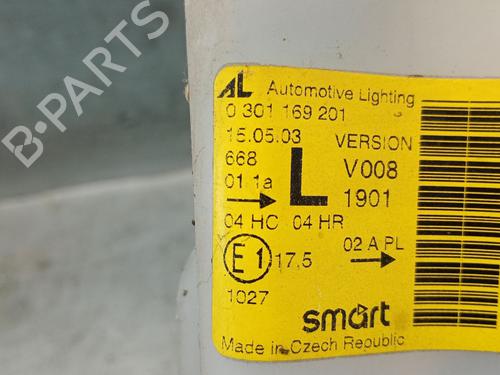 AL Automotive Lighting
0 301 169 201
15.05.03 VERSION
668 L V008
01 1a 1901
04 HC 04 HR
E1 17,5 02 A PL
1027
smart
Made in Czech Republic
B-PARTS